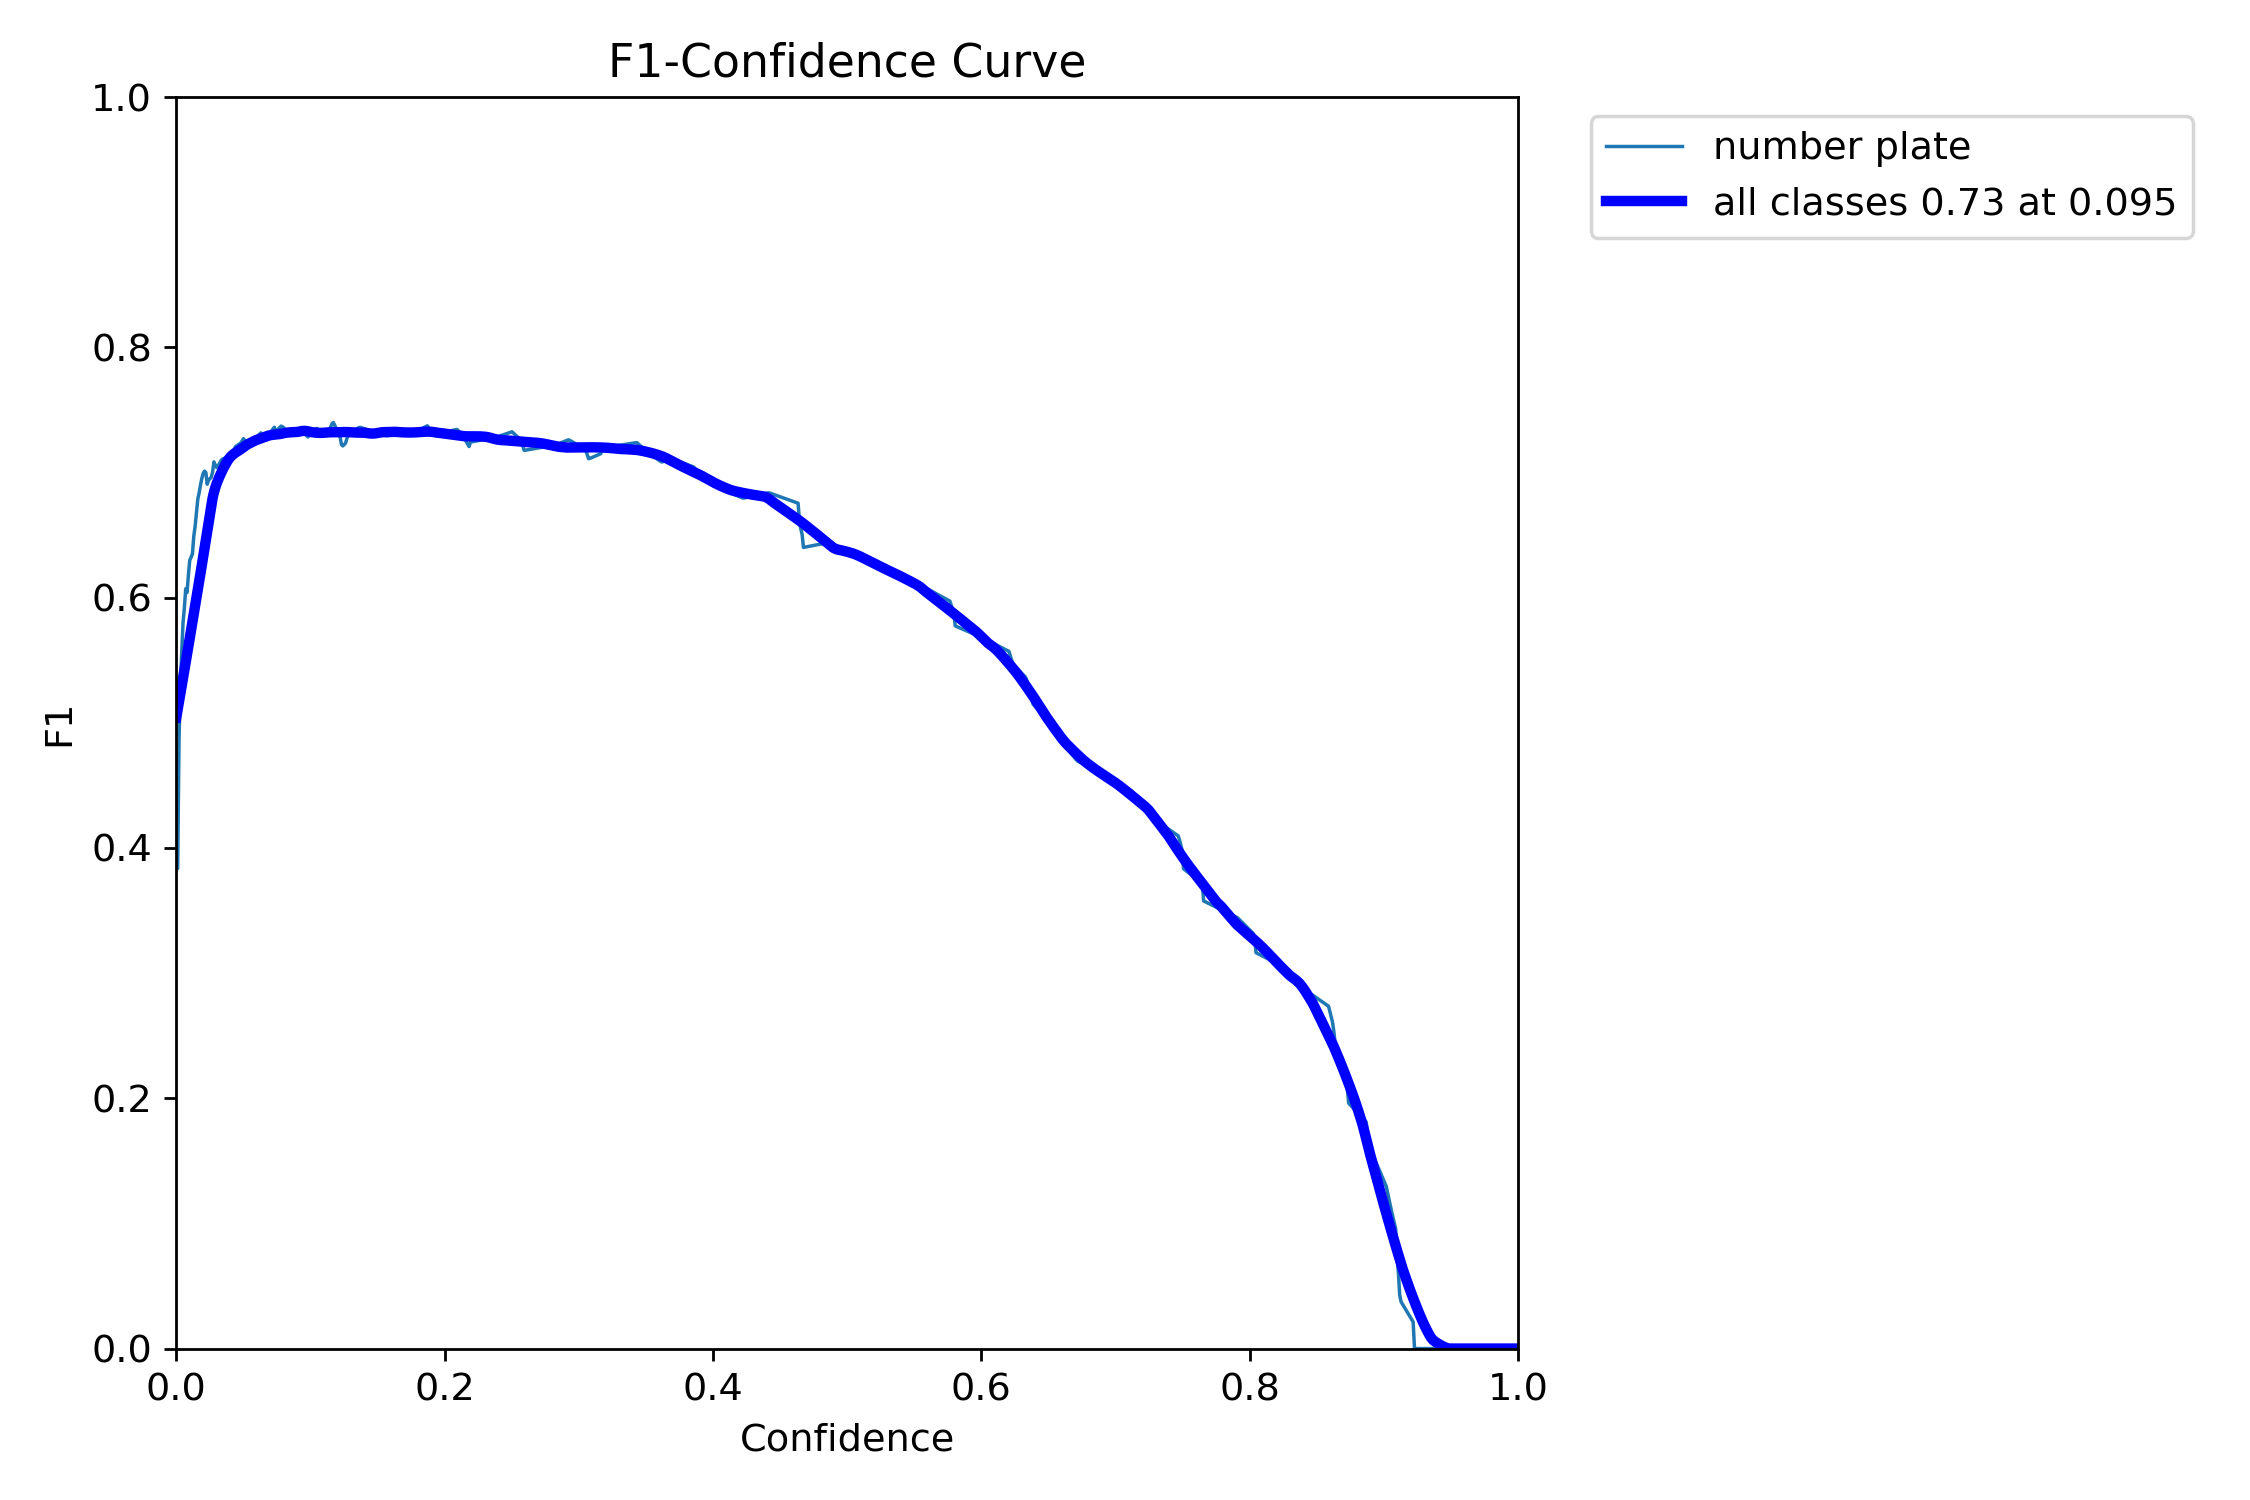 F1-Confidence Curve
number plate
all classes 0.73 at 0.095
1.0
0.8
0.6
0.4
0.2
0.0
F1
0.0 0.2 0.4 0.6 0.8 1.0
Confidence